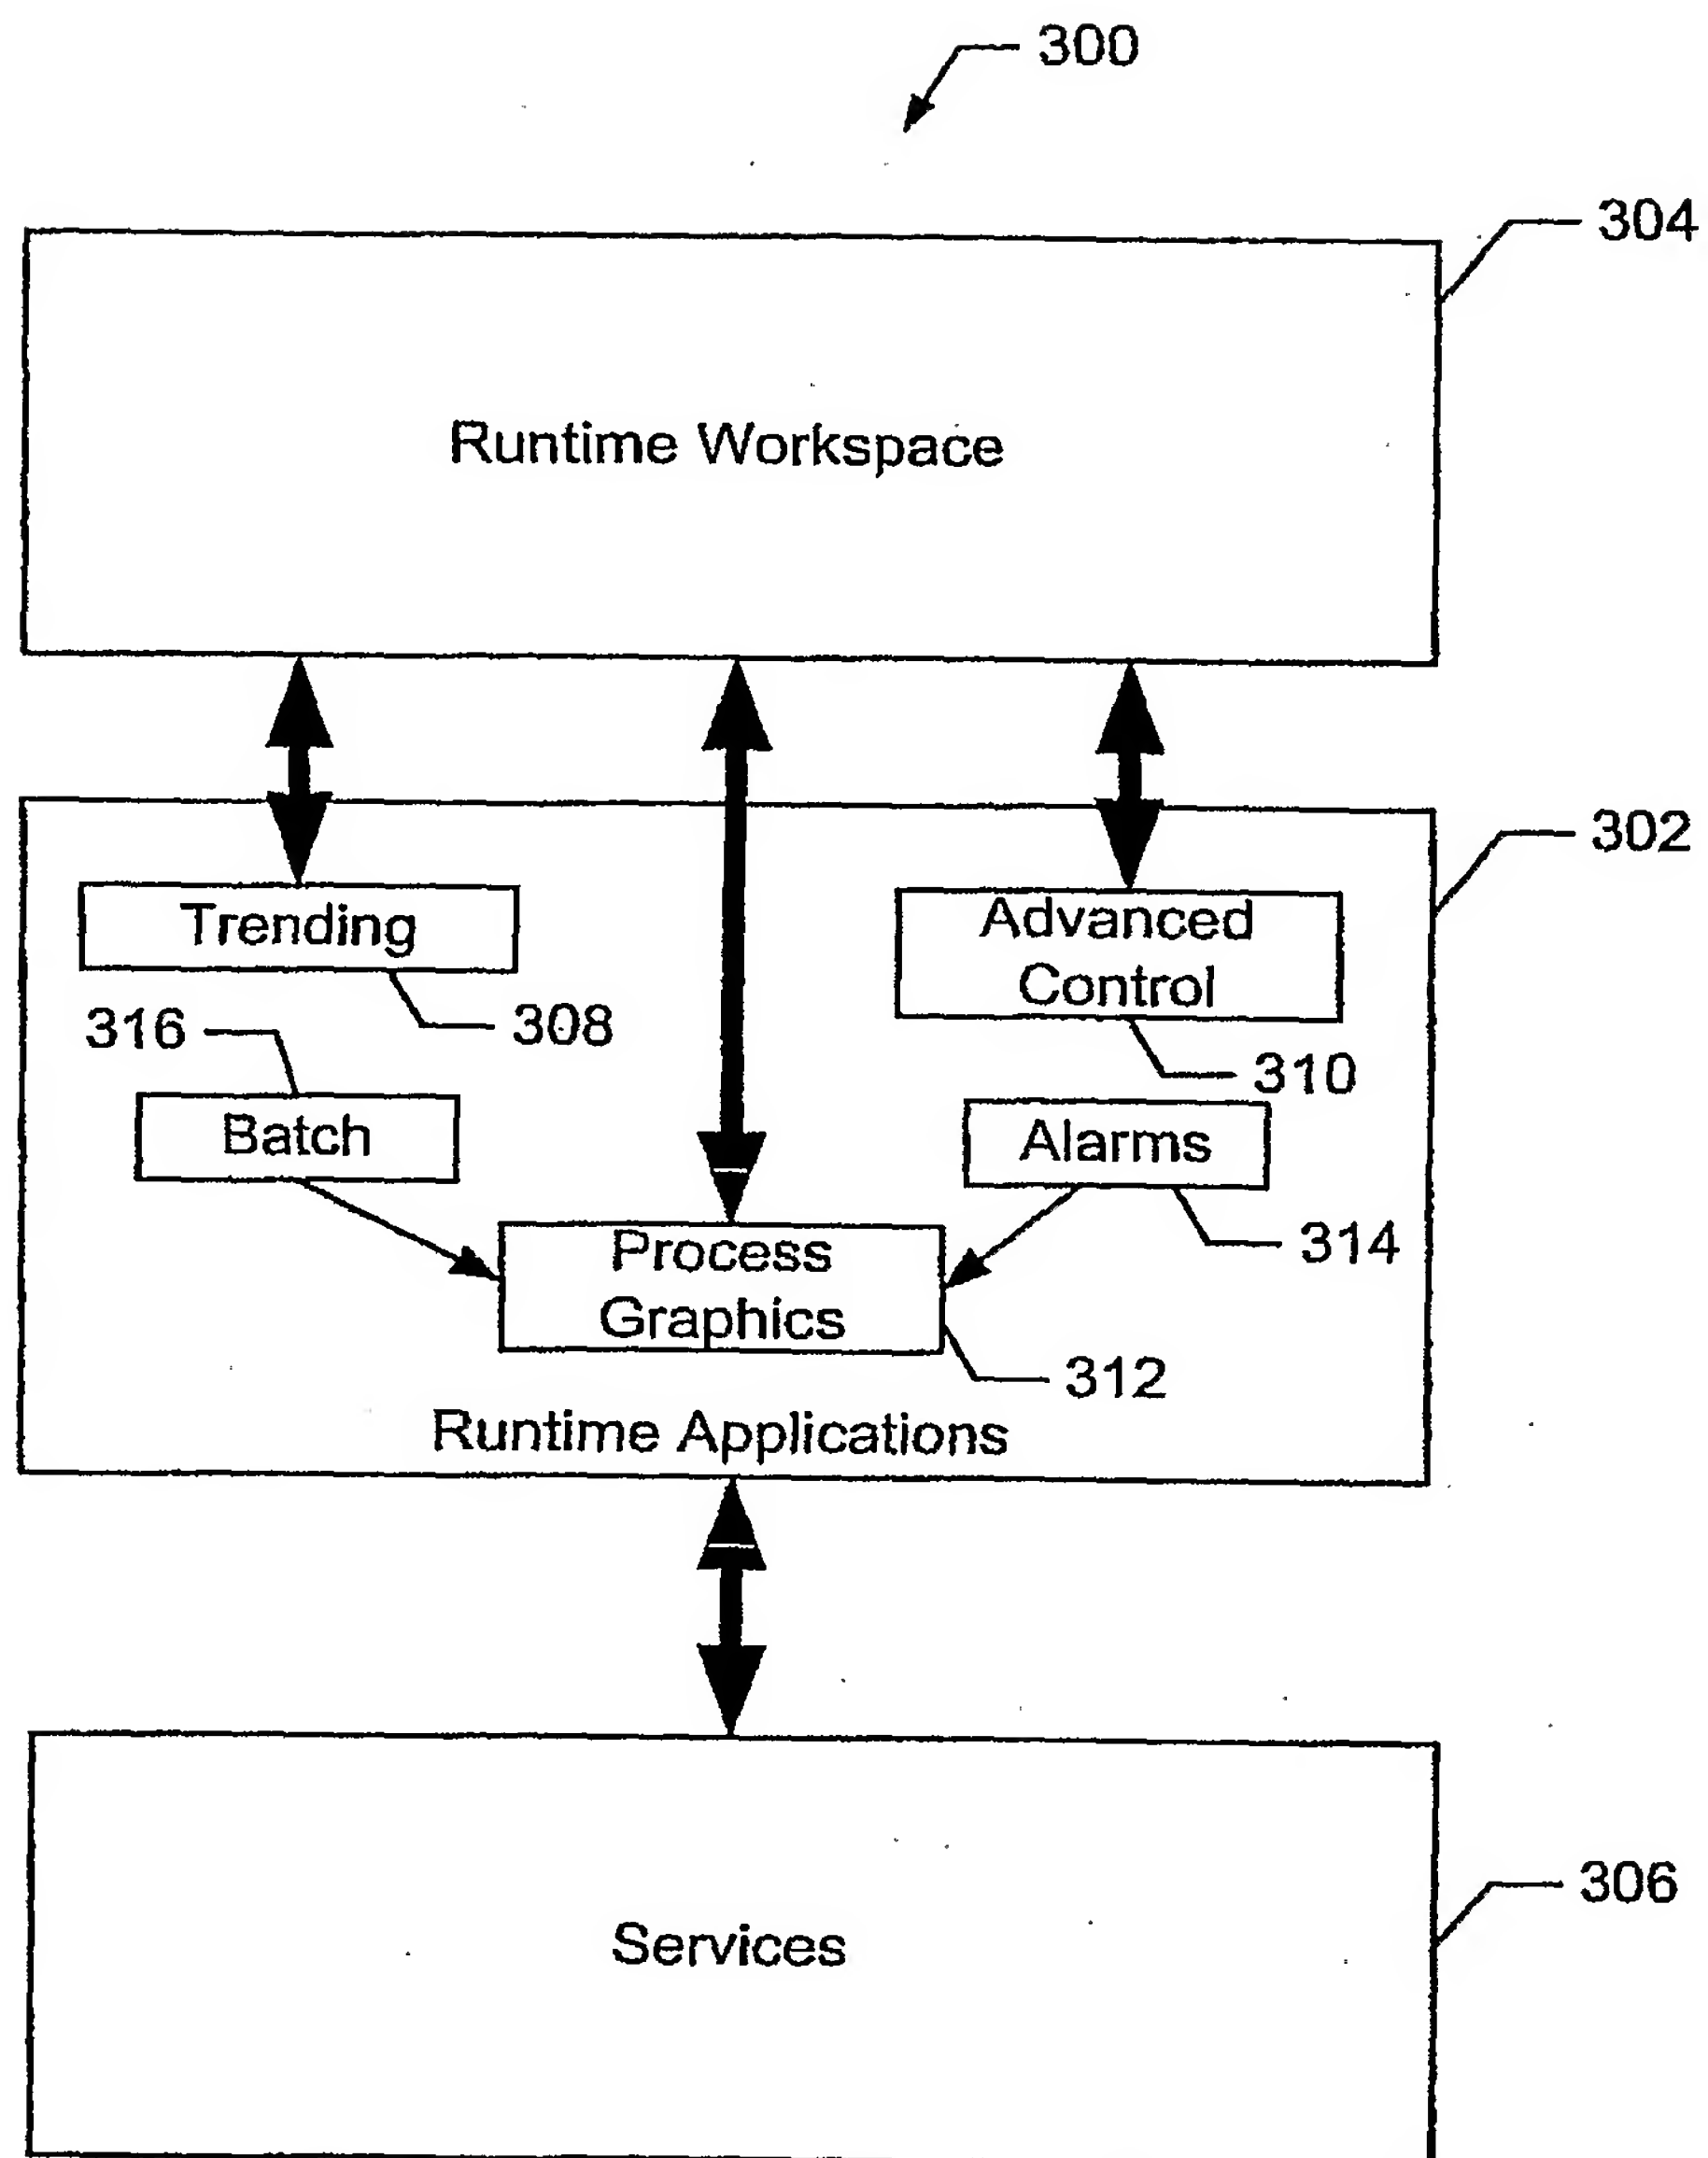 300
304
Runtime Workspace
302
Trending
Advanced
Control
316
308
310
Batch
Alarms
314
Process
Graphics
312
Runtime Applications
306
Services